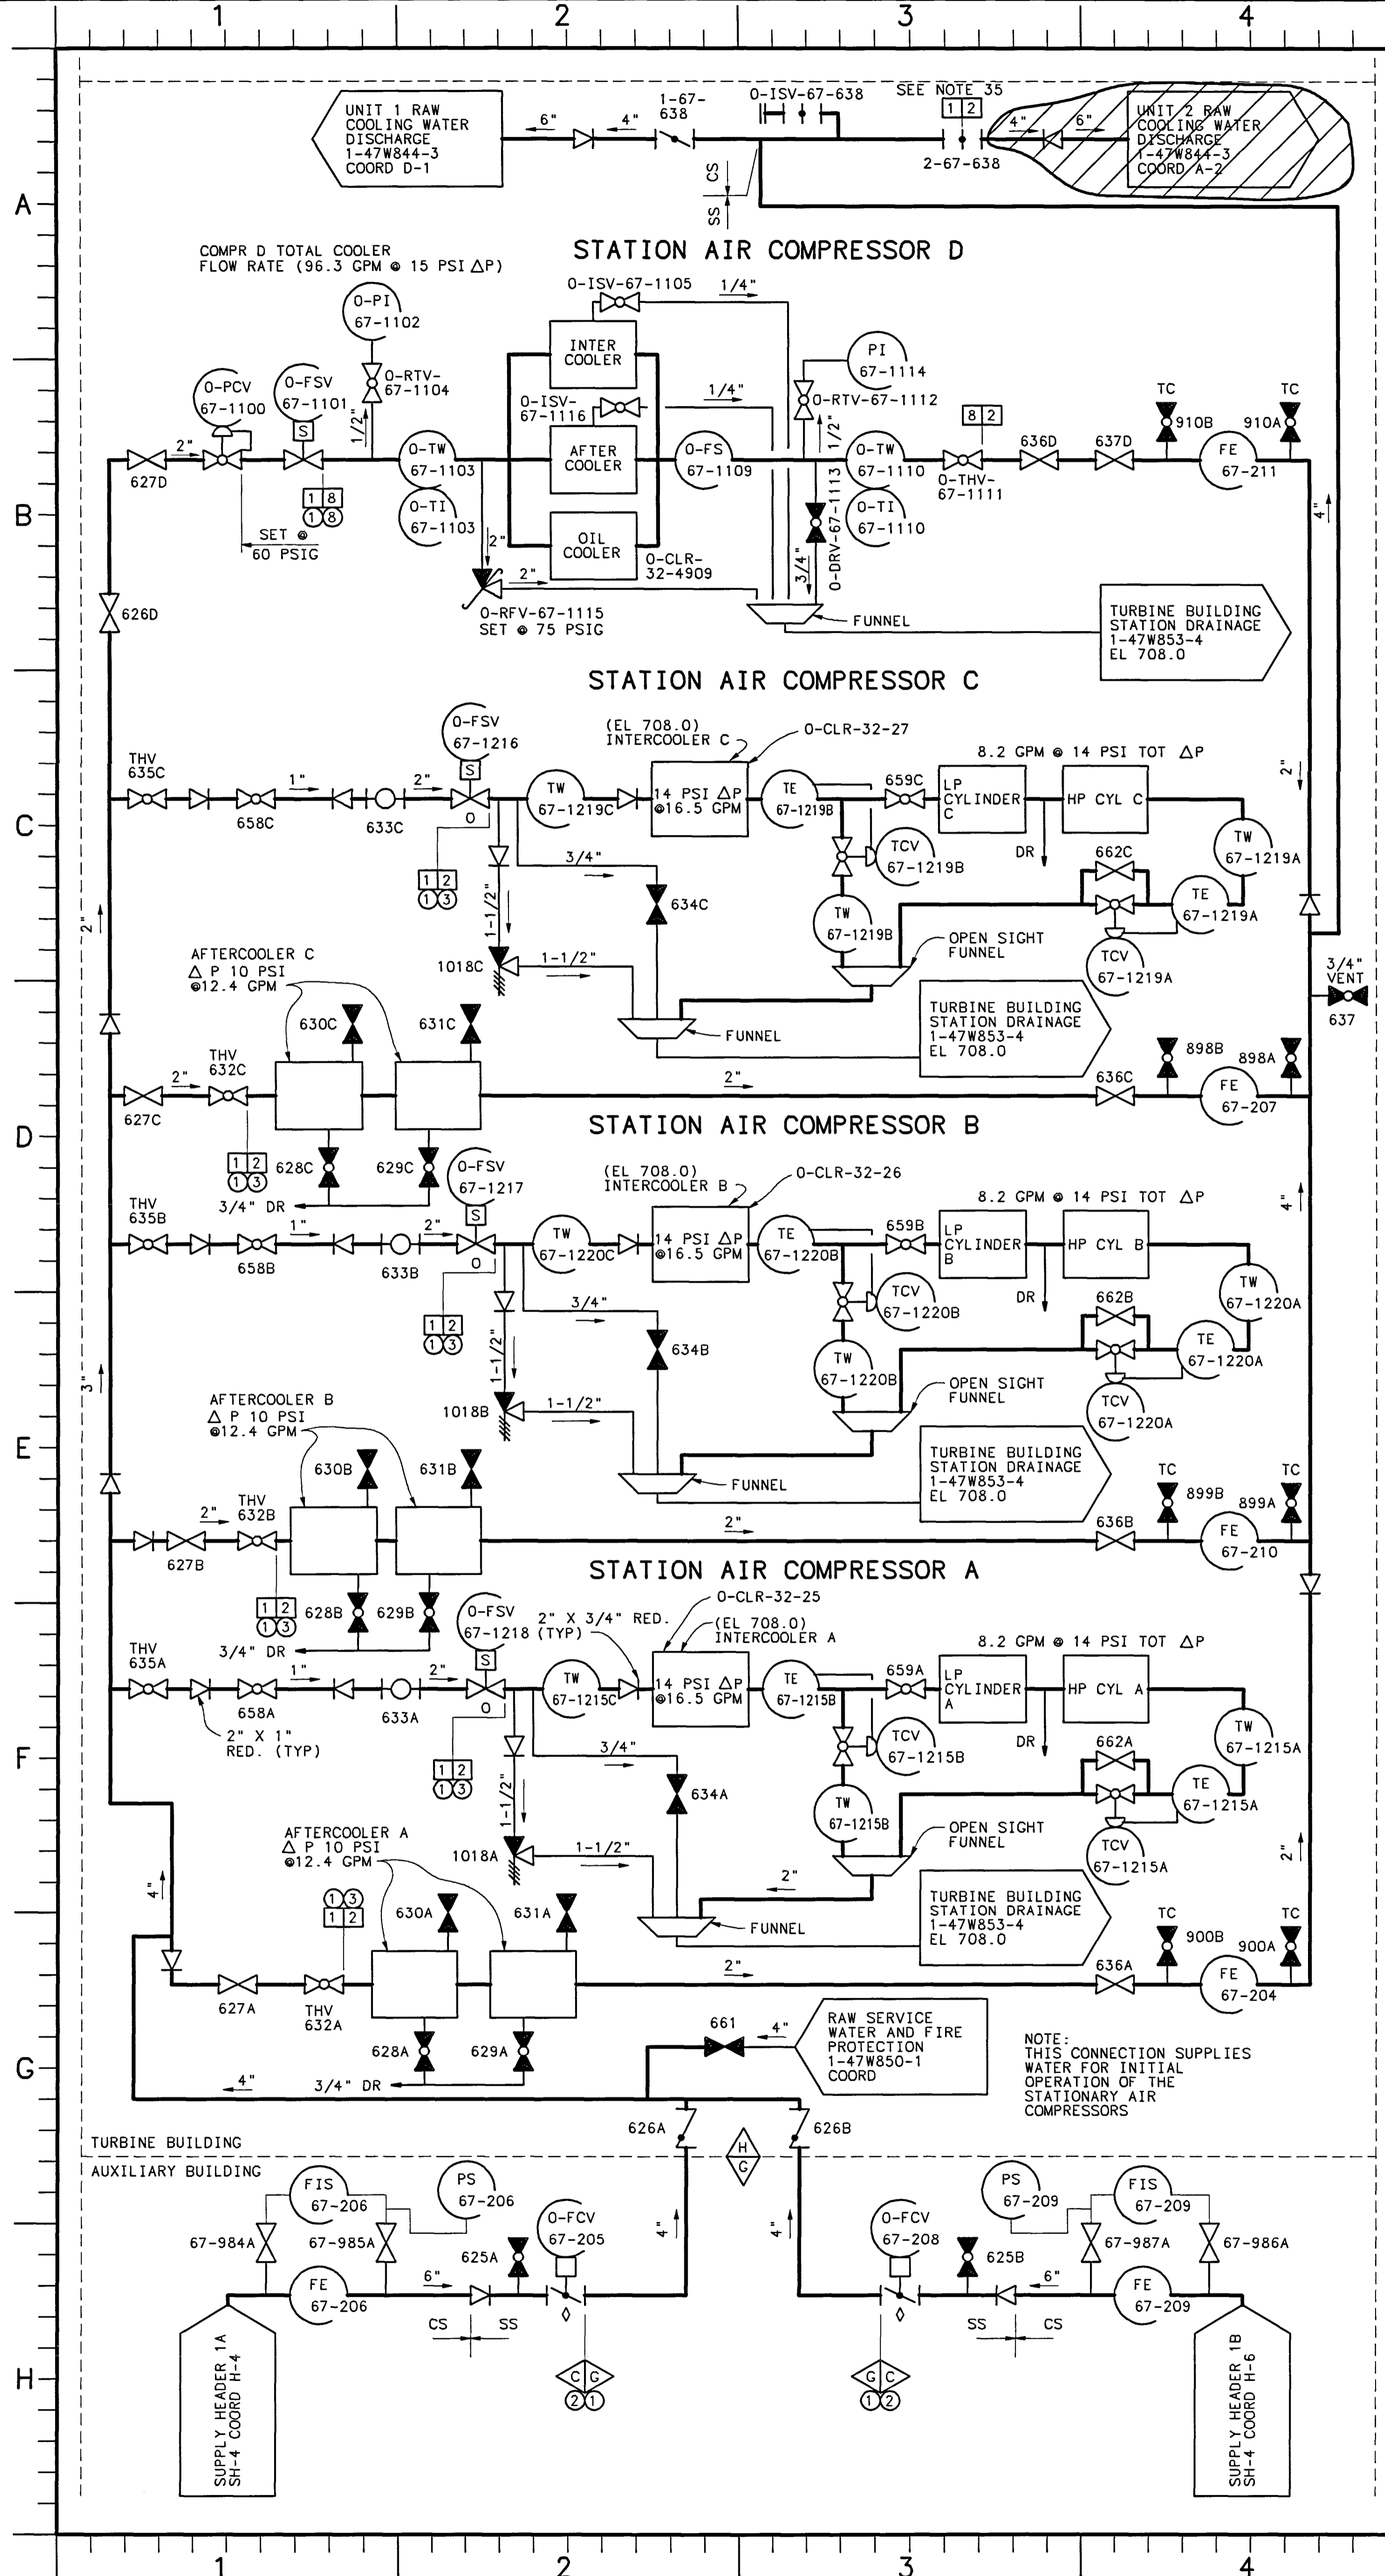 1 2 3 4
A
B
C
D
E
F
G
H
UNIT 1 RAW
COOLING WATER
DISCHARGE
1-47W844-3
COORD D-1
6"
4"
1-67-
638
0-ISV-67-638
SEE NOTE 35
1 2
2-67-638
4"
6"
UNIT 2 RAW
COOLING WATER
DISCHARGE
1-47W844-3
COORD A-2
CS
SS
STATION AIR COMPRESSOR D
COMPR D TOTAL COOLER
FLOW RATE (96.3 GPM @ 15 PSI △P)
0-PI
67-1102
0-RTV-
67-1104
1/2"
0-PCV
67-1100
0-FSV
67-1101
S
2"
627D
1 8
1 8
SET @
60 PSIG
0-TW
67-1103
0-TI
67-1103
0-ISV-67-1105
1/4"
INTER
COOLER
0-ISV-
67-1116
1/4"
AFTER
COOLER
OIL
COOLER
0-CLR-
32-4909
2"
2"
0-RFV-67-1115
SET @ 75 PSIG
0-FS
67-1109
PI
67-1114
0-RTV-67-1112
1/2"
0-DRV-67-1113
3/4"
0-TW
67-1110
0-TI
67-1110
8 2
0-THV-
67-1111
636D
637D
TC
910B
TC
910A
FE
67-211
4"
626D
FUNNEL
TURBINE BUILDING
STATION DRAINAGE
1-47W853-4
EL 708.0
STATION AIR COMPRESSOR C
0-FSV
67-1216
S
O
THV
635C
658C
1"
633C
2"
TW
67-1219C
(EL 708.0)
INTERCOOLER C
0-CLR-32-27
14 PSI △P
@16.5 GPM
TE
67-1219B
659C
8.2 GPM @ 14 PSI TOT △P
LP
CYLINDER
C
HP CYL C
DR
TW
67-1219A
2"
1 2
1 3
1-1/2"
3/4"
634C
TCV
67-1219B
TW
67-1219B
662C
TE
67-1219A
TCV
67-1219A
OPEN SIGHT
FUNNEL
1018C
1-1/2"
2"
AFTERCOOLER C
△ P 10 PSI
@12.4 GPM
630C
631C
FUNNEL
TURBINE BUILDING
STATION DRAINAGE
1-47W853-4
EL 708.0
3/4"
VENT
637
THV
632C
2"
627C
2"
636C
898B
898A
FE
67-207
1 2
1 3
628C
629C
3/4" DR
STATION AIR COMPRESSOR B
0-FSV
67-1217
S
O
THV
635B
658B
1"
633B
2"
TW
67-1220C
(EL 708.0)
INTERCOOLER B
0-CLR-32-26
14 PSI △P
@16.5 GPM
TE
67-1220B
659B
8.2 GPM @ 14 PSI TOT △P
LP
CYLINDER
B
HP CYL B
DR
TW
67-1220A
4"
1 2
1 3
1-1/2"
3/4"
634B
TCV
67-1220B
TW
67-1220B
662B
TE
67-1220A
TCV
67-1220A
OPEN SIGHT
FUNNEL
1018B
1-1/2"
3"
AFTERCOOLER B
△ P 10 PSI
@12.4 GPM
630B
631B
FUNNEL
TURBINE BUILDING
STATION DRAINAGE
1-47W853-4
EL 708.0
2"
THV
632B
627B
2"
636B
TC
899B
TC
899A
FE
67-210
1 2
1 3
628B
629B
3/4" DR
STATION AIR COMPRESSOR A
0-FSV
67-1218
S
O
2" X 3/4" RED.
(TYP)
0-CLR-32-25
(EL 708.0)
INTERCOOLER A
THV
635A
658A
1"
633A
2"
2" X 1"
RED. (TYP)
TW
67-1215C
14 PSI △P
@16.5 GPM
TE
67-1215B
659A
8.2 GPM @ 14 PSI TOT △P
LP
CYLINDER
A
HP CYL A
DR
TW
67-1215A
1 2
1 3
1-1/2"
3/4"
634A
TCV
67-1215B
TW
67-1215B
662A
TE
67-1215A
TCV
67-1215A
OPEN SIGHT
FUNNEL
1018A
1-1/2"
2"
2"
4"
AFTERCOOLER A
△ P 10 PSI
@12.4 GPM
1 3
1 2
630A
631A
FUNNEL
TURBINE BUILDING
STATION DRAINAGE
1-47W853-4
EL 708.0
627A
THV
632A
2"
636A
TC
900B
TC
900A
FE
67-204
628A
629A
3/4" DR
4"
661
4"
RAW SERVICE
WATER AND FIRE
PROTECTION
1-47W850-1
COORD
NOTE:
THIS CONNECTION SUPPLIES
WATER FOR INITIAL
OPERATION OF THE
STATIONARY AIR
COMPRESSORS
626A
626B
H
G
TURBINE BUILDING
AUXILIARY BUILDING
FIS
67-206
PS
67-206
67-984A
67-985A
0-FCV
67-205
625A
FE
67-206
6"
4"
CS
SS
C G
2 1
SUPPLY HEADER 1A
SH-4 COORD H-4
4"
0-FCV
67-208
PS
67-209
FIS
67-209
67-987A
67-986A
625B
6"
FE
67-209
SS
CS
G C
1 2
SUPPLY HEADER 1B
SH-4 COORD H-6
1 2 3 4